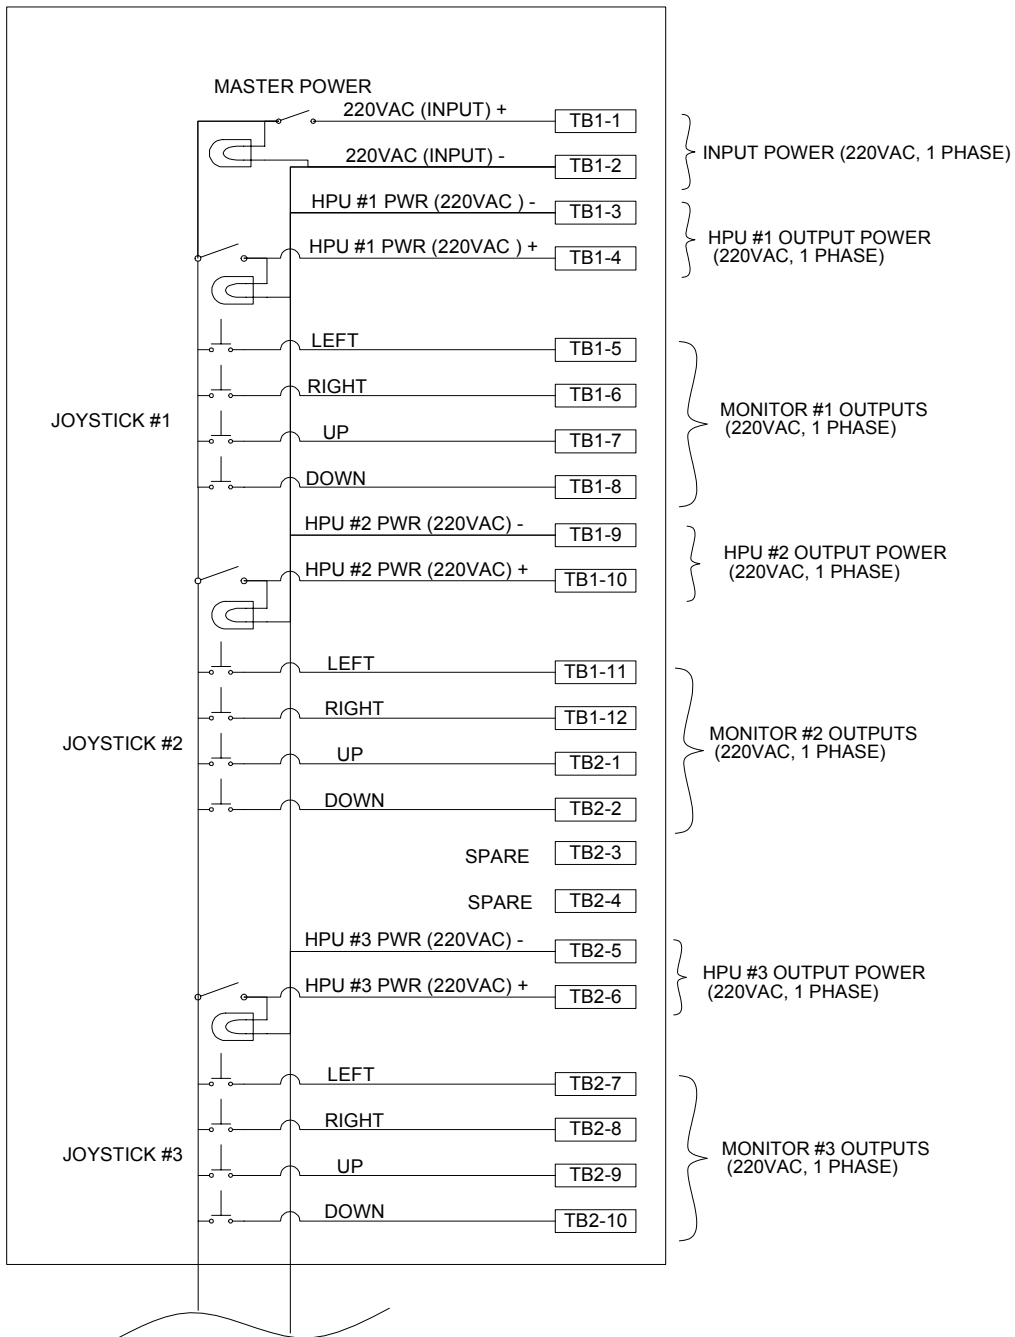 MASTER POWER
220VAC (INPUT) +
TB1-1
220VAC (INPUT) -
TB1-2
INPUT POWER (220VAC, 1 PHASE)
HPU #1 PWR (220VAC ) -
TB1-3
HPU #1 PWR (220VAC ) +
TB1-4
HPU #1 OUTPUT POWER
(220VAC, 1 PHASE)
JOYSTICK #1
LEFT
TB1-5
RIGHT
TB1-6
UP
TB1-7
DOWN
TB1-8
MONITOR #1 OUTPUTS
(220VAC, 1 PHASE)
HPU #2 PWR (220VAC) -
TB1-9
HPU #2 PWR (220VAC) +
TB1-10
HPU #2 OUTPUT POWER
(220VAC, 1 PHASE)
JOYSTICK #2
LEFT
TB1-11
RIGHT
TB1-12
UP
TB2-1
DOWN
TB2-2
MONITOR #2 OUTPUTS
(220VAC, 1 PHASE)
SPARE
TB2-3
SPARE
TB2-4
HPU #3 PWR (220VAC) -
TB2-5
HPU #3 PWR (220VAC) +
TB2-6
HPU #3 OUTPUT POWER
(220VAC, 1 PHASE)
JOYSTICK #3
LEFT
TB2-7
RIGHT
TB2-8
UP
TB2-9
DOWN
TB2-10
MONITOR #3 OUTPUTS
(220VAC, 1 PHASE)